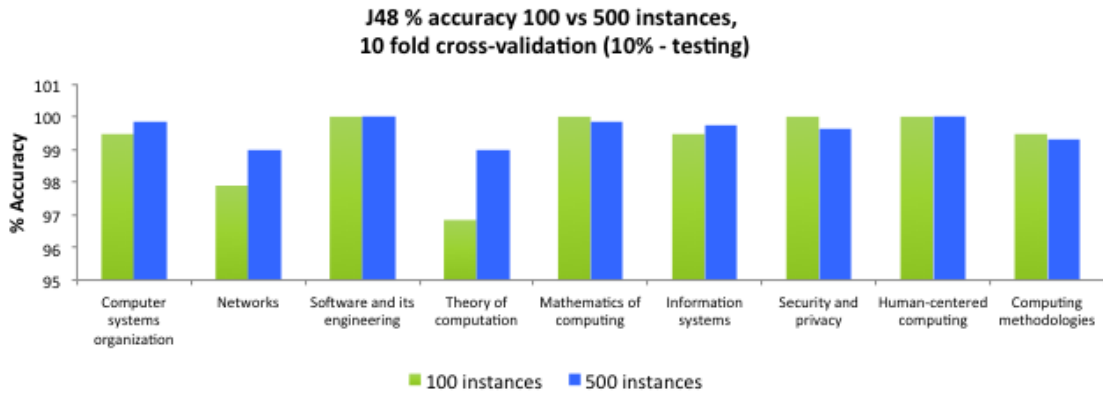 J48 % accuracy 100 vs 500 instances,
10 fold cross-validation (10% - testing)
% Accuracy
101
100
99
98
97
96
95
Computer
systems
organization
Networks
Software and its
engineering
Theory of
computation
Mathematics of
computing
Information
systems
Security and
privacy
Human-centered
computing
Computing
methodologies
100 instances
500 instances